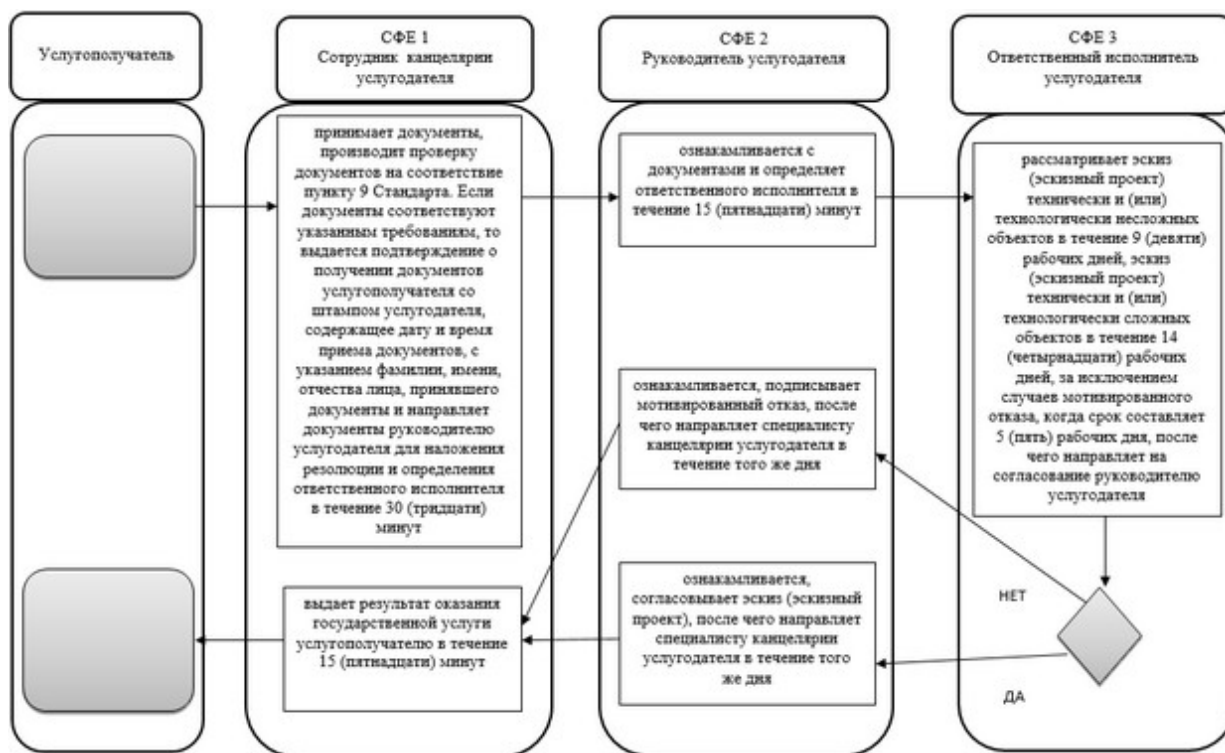 Услугополучатель
СФЕ 1
Сотрудник канцелярии
услугодателя
СФЕ 2
Руководитель услугодателя
СФЕ 3
Ответственный исполнитель
услугодателя
принимает документы,
производит проверку
документов на соответствие
пункту 9 Стандарта. Если
документы соответствуют
указанным требованиям, то
выдается подтверждение о
получении документов
услугополучателя со
штампом услугодателя,
содержащее дату и время
приема документов, с
указанием фамилии, имени,
отчества лица, принявшего
документы и направляет
документы руководителю
услугодателя для наложения
резолюции и определения
ответственного исполнителя
в течение 30 (тридцати)
минут
ознакамливается с
документами и определяет
ответственного исполнителя в
течение 15 (пятнадцати) минут
рассматривает эскиз
(эскизный проект)
технически и (или)
технологически несложных
объектов в течение 9 (девяти)
рабочих дней, эскиз
(эскизный проект)
технически и (или)
технологически сложных
объектов в течение 14
(четырнадцати) рабочих
дней, за исключением
случаев мотивированного
отказа, когда срок составляет
5 (пять) рабочих дня, после
чего направляет на
согласование руководителю
услугодателя
ознакамливается, подписывает
мотивированный отказ, после
чего направляет специалисту
канцелярии услугодателя в
течение того же дня
НЕТ
ДА
ознакамливается,
согласовывает эскиз (эскизный
проект), после чего направляет
специалисту канцелярии
услугодателя в течение того
же дня
выдает результат оказания
государственной услуги
услугополучателю в течение
15 (пятнадцати) минут